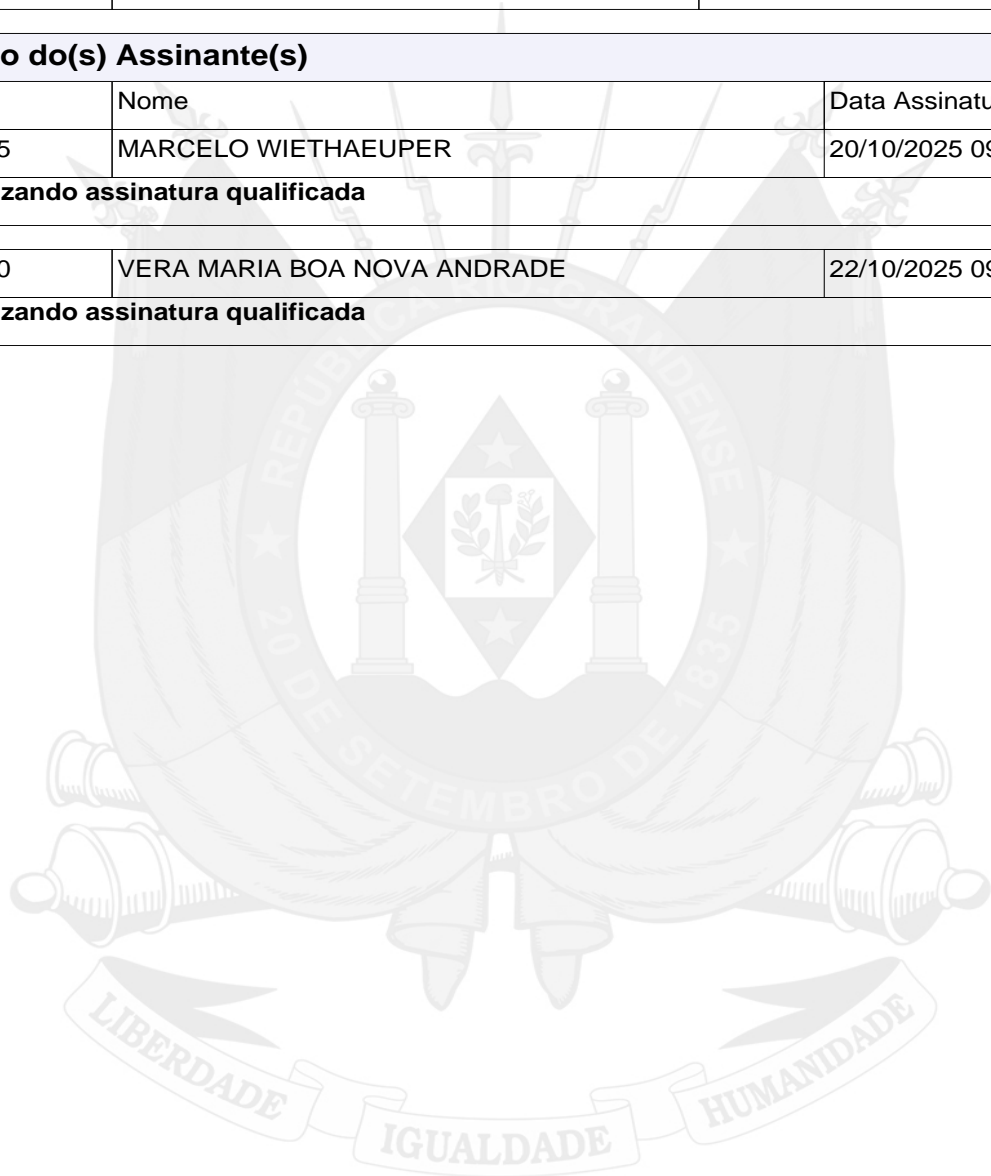 o do(s) Assinante(s)
Nome Data Assinatu
5 MARCELO WIETHAEUPER 20/10/2025 09
zando assinatura qualificada
0 VERA MARIA BOA NOVA ANDRADE 22/10/2025 09
zando assinatura qualificada
REPÚBLICA RIO-GRANDENSE
20 DE SETEMBRO DE 1835
LIBERDADE IGUALDADE HUMANIDADE